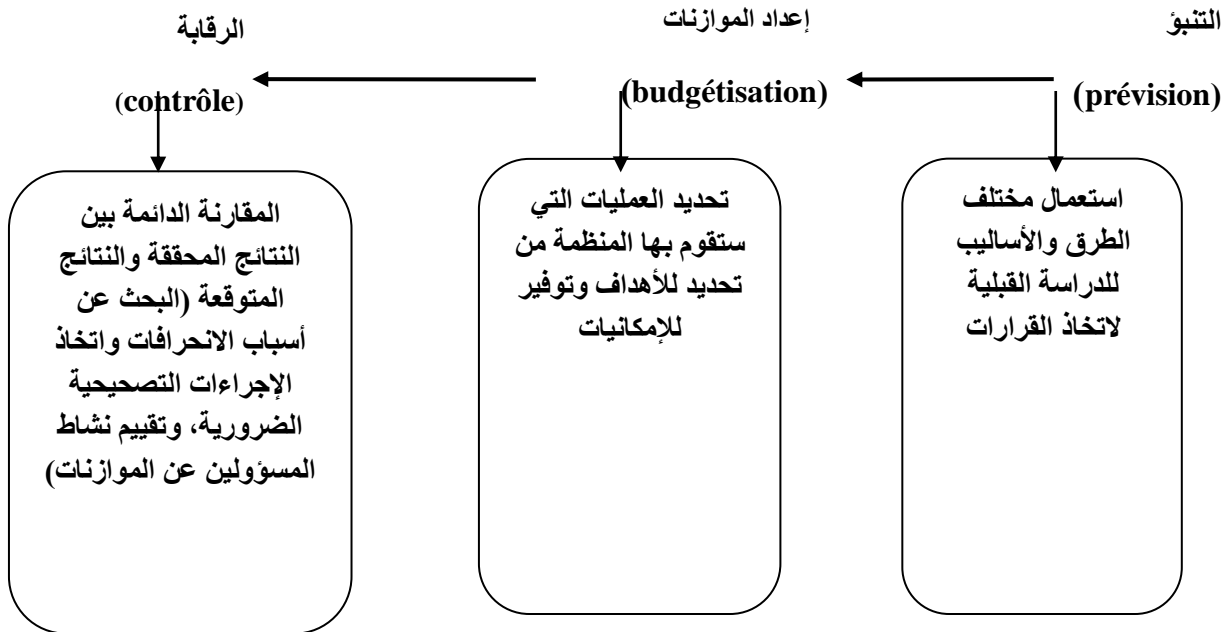 التنبؤ
(prévision)
استعمال مختلف
الطرق والأساليب
للدراسة القبلية
لاتخاذ القرارات
إعداد الموازنات
(budgétisation)
تحديد العمليات التي
ستقوم بها المنظمة من
تحديد للأهداف وتوفير
للإمكانيات
الرقابة
(contrôle)
المقارنة الدائمة بين
النتائج المحققة والنتائج
المتوقعة (البحث عن
أسباب الانحرافات واتخاذ
الإجراءات التصحيحية
الضرورية، وتقييم نشاط
المسؤولين عن الموازنات)